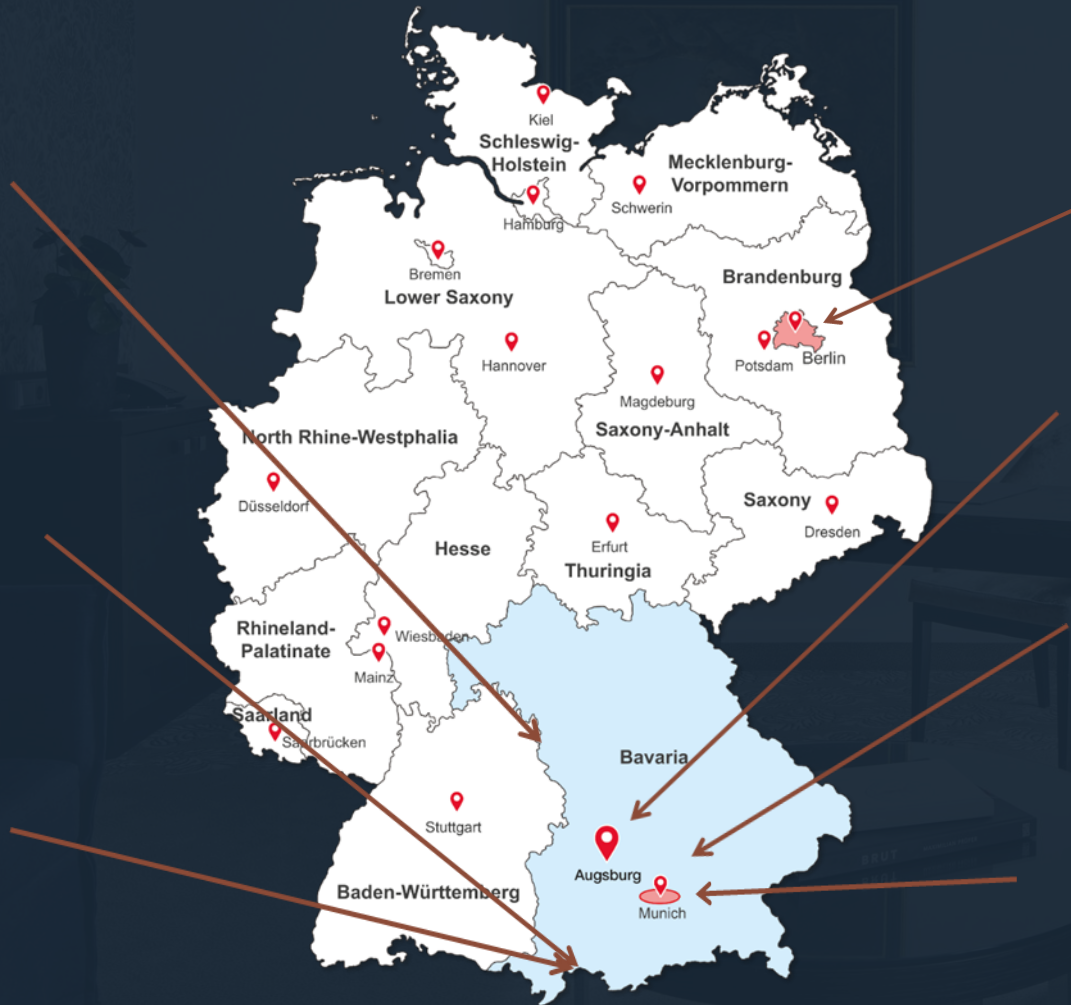 Kiel
Schleswig-
Holstein
Mecklenburg-
Vorpommern
Schwerin
Hamburg
Bremen
Lower Saxony
Brandenburg
Hannover
Potsdam
Berlin
Magdeburg
Saxony-Anhalt
North Rhine-Westphalia
Düsseldorf
Saxony
Dresden
Hesse
Erfurt
Thuringia
Rhineland-
Palatinate
Wiesbaden
Mainz
Saarland
Saarbrücken
Bavaria
Stuttgart
Augsburg
Baden-Württemberg
Munich
BRUT